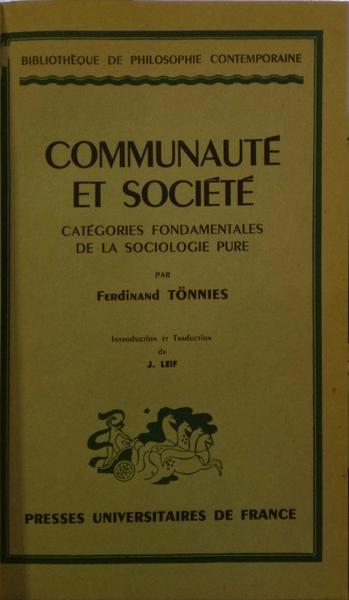 BIBLIOTHÈQUE DE PHILOSOPHIE CONTEMPORAINE
COMMUNAUTÉ
ET SOCIÉTÉ
CATÉGORIES FONDAMENTALES
DE LA SOCIOLOGIE PURE
PAR
Ferdinand TÖNNIES
Introduction et Traduction
de
J. LEIF
PRESSES UNIVERSITAIRES DE FRANCE